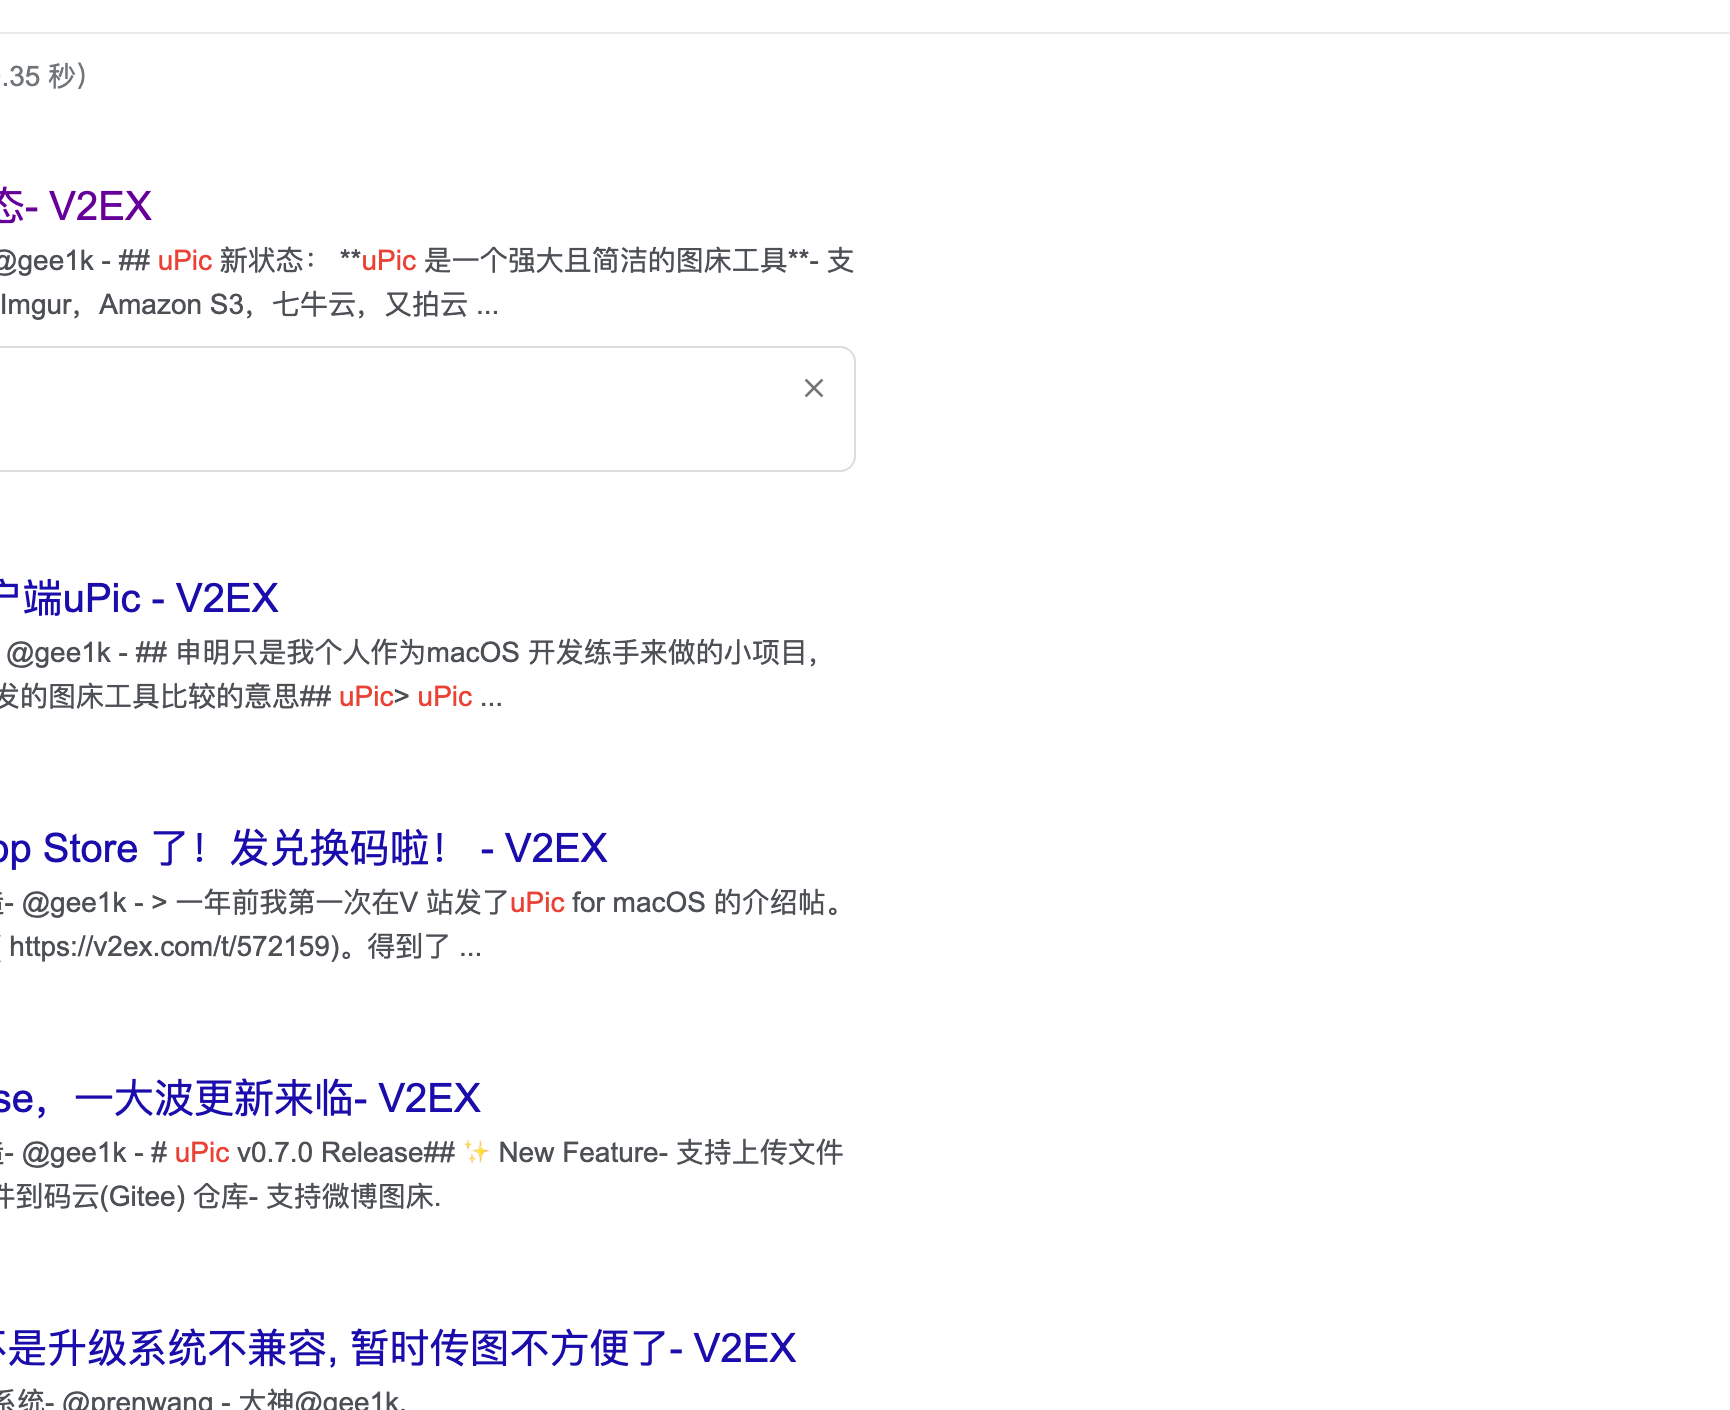 .35 秒）
态- V2EX
@gee1k - ## uPic 新状态： **uPic 是一个强大且简洁的图床工具**- 支
Imgur，Amazon S3，七牛云，又拍云 ...
户端uPic - V2EX
@gee1k - ## 申明只是我个人作为macOS 开发练手来做的小项目，
发的图床工具比较的意思## uPic> uPic ...
pp Store 了！发兑换码啦！ - V2EX
- @gee1k - > 一年前我第一次在V 站发了uPic for macOS 的介绍帖。
https://v2ex.com/t/572159)。得到了 ...
se，一大波更新来临- V2EX
- @gee1k - # uPic v0.7.0 Release## ✨ New Feature- 支持上传文件
件到码云(Gitee) 仓库- 支持微博图床.
不是升级系统不兼容, 暂时传图不方便了- V2EX
系统- @prenwang - 大神@gee1k.